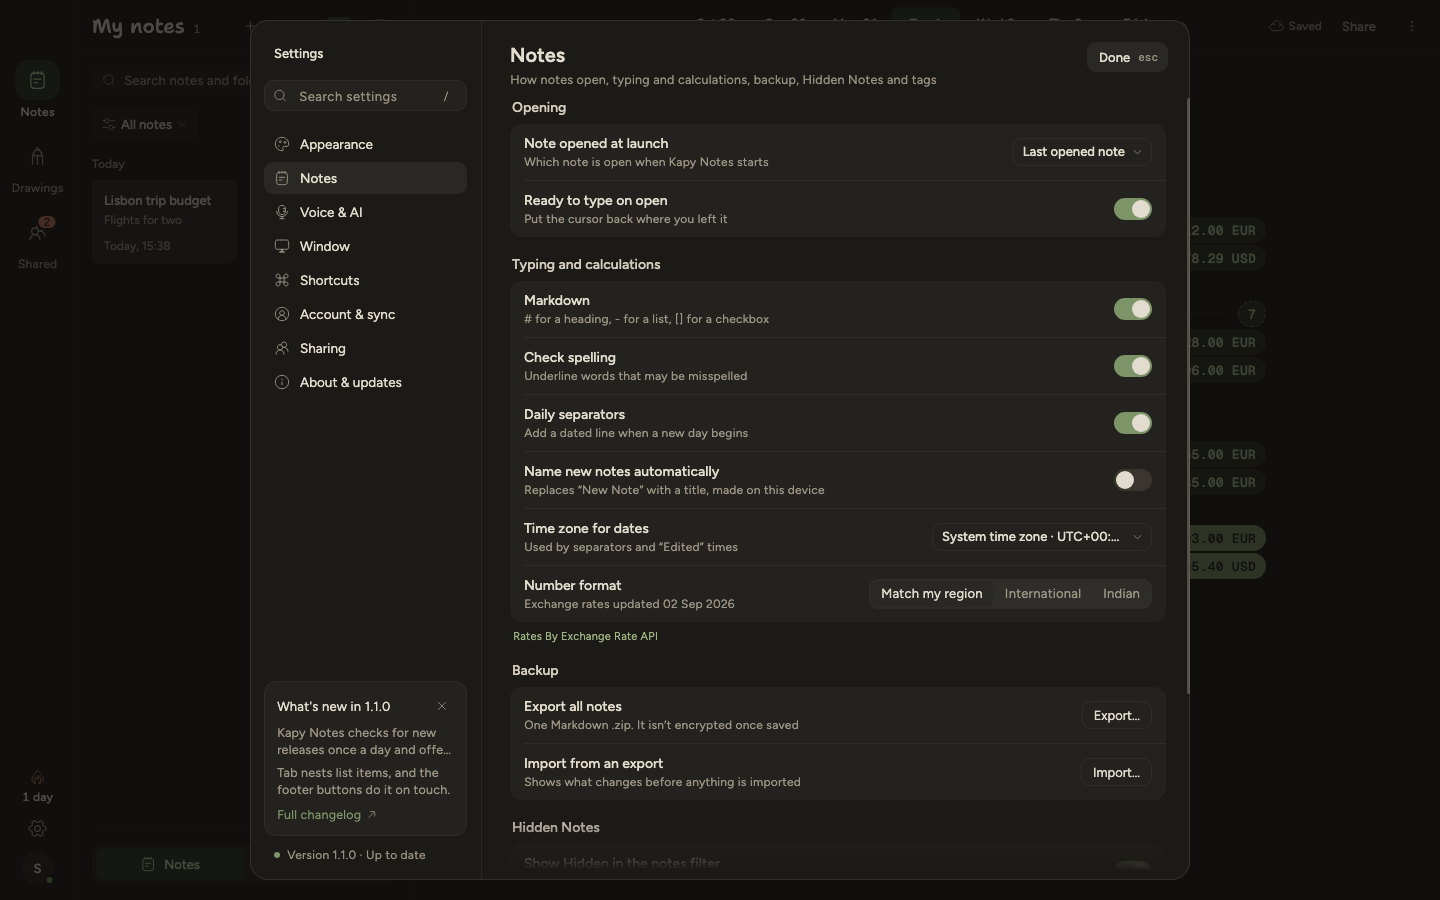 My notes 1
Saved
Share
Search notes and fol
Notes
All notes
Today
Drawings
Lisbon trip budget
Flights for two
Today, 15:38
2
Shared
1 day
S
Notes
Settings
Search settings /
Appearance
Notes
Voice & AI
Window
Shortcuts
Account & sync
Sharing
About & updates
What's new in 1.1.0
Kapy Notes checks for new
releases once a day and offe...
Tab nests list items, and the
footer buttons do it on touch.
Full changelog
Version 1.1.0 · Up to date
Notes
Done esc
How notes open, typing and calculations, backup, Hidden Notes and tags
Opening
Note opened at launch
Which note is open when Kapy Notes starts
Last opened note
Ready to type on open
Put the cursor back where you left it
Typing and calculations
Markdown
# for a heading, - for a list, [] for a checkbox
Check spelling
Underline words that may be misspelled
Daily separators
Add a dated line when a new day begins
Name new notes automatically
Replaces “New Note” with a title, made on this device
Time zone for dates
Used by separators and “Edited” times
System time zone · UTC+00:...
Number format
Exchange rates updated 02 Sep 2026
Match my region International Indian
Rates By Exchange Rate API
Backup
Export all notes
One Markdown .zip. It isn't encrypted once saved
Export...
Import from an export
Shows what changes before anything is imported
Import...
Hidden Notes
Show Hidden in the notes filter
2.00 EUR
8.29 USD
7
8.00 EUR
6.00 EUR
5.00 EUR
5.00 EUR
3.00 EUR
5.40 USD